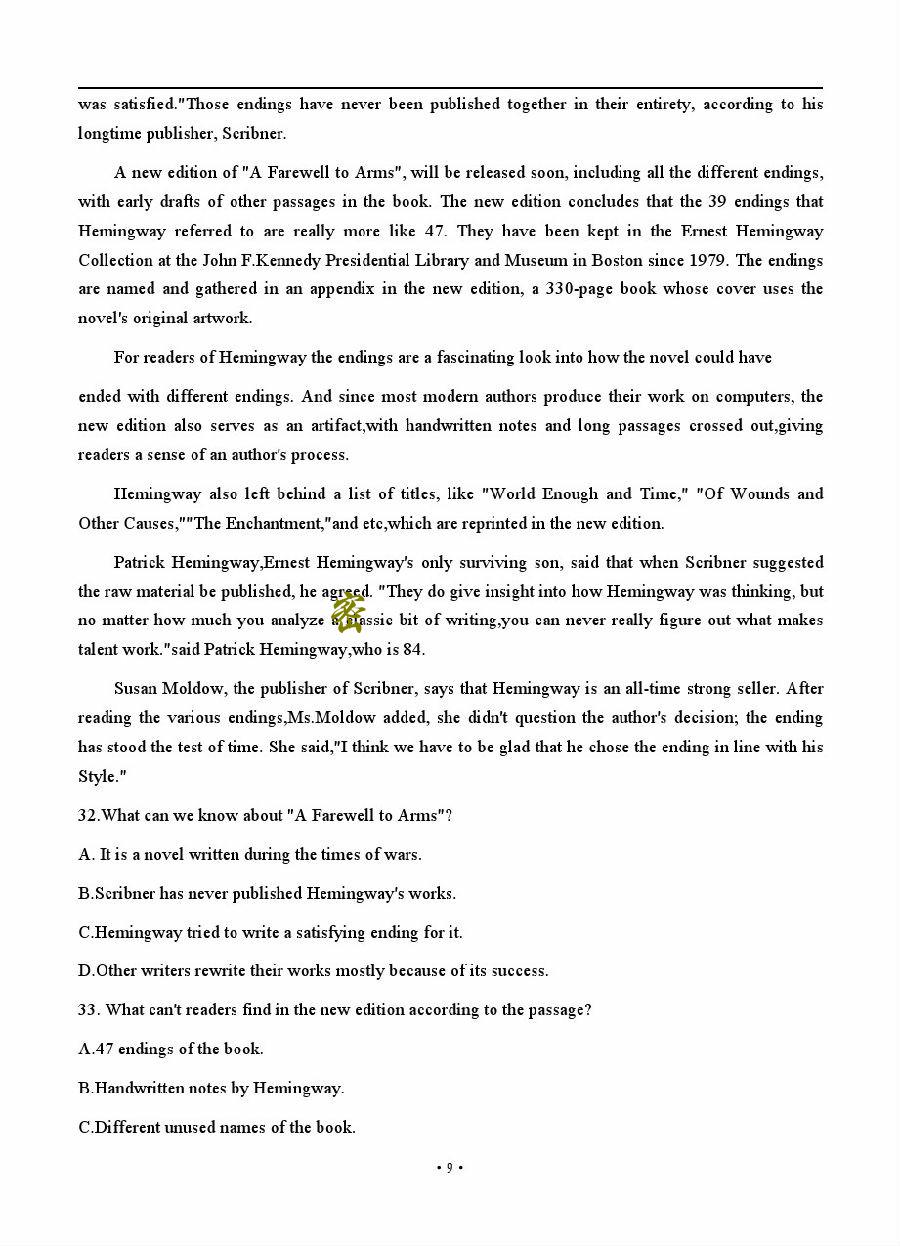 was satisfied."Those endings have never been published together in their entirety, according to his
longtime publisher, Scribner.
A new edition of "A Farewell to Arms", will be released soon, including all the different endings,
with early drafts of other passages in the book. The new edition concludes that the 39 endings that
Hemingway referred to are really more like 47. They have been kept in the Ernest Hemingway
Collection at the John F.Kennedy Presidential Library and Museum in Boston since 1979. The endings
are named and gathered in an appendix in the new edition, a 330-page book whose cover uses the
novel's original artwork.
For readers of Hemingway the endings are a fascinating look into how the novel could have
ended with different endings. And since most modern authors produce their work on computers, the
new edition also serves as an artifact,with handwritten notes and long passages crossed out,giving
readers a sense of an author's process.
Hemingway also left behind a list of titles, like "World Enough and Time," "Of Wounds and
Other Causes,""The Enchantment,"and etc,which are reprinted in the new edition.
Patrick Hemingway,Ernest Hemingway's only surviving son, said that when Scribner suggested
the raw material be published, he agreed. "They do give insight into how Hemingway was thinking, but
no matter how much you analyze a classic bit of writing,you can never really figure out what makes
talent work."said Patrick Hemingway,who is 84.
Susan Moldow, the publisher of Scribner, says that Hemingway is an all-time strong seller. After
reading the various endings,Ms.Moldow added, she didn't question the author's decision; the ending
has stood the test of time. She said,"I think we have to be glad that he chose the ending in line with his
Style."
32.What can we know about "A Farewell to Arms"?
A. It is a novel written during the times of wars.
B.Scribner has never published Hemingway's works.
C.Hemingway tried to write a satisfying ending for it.
D.Other writers rewrite their works mostly because of its success.
33. What can't readers find in the new edition according to the passage?
A.47 endings of the book.
B.Handwritten notes by Hemingway.
C.Different unused names of the book.
• 9 •